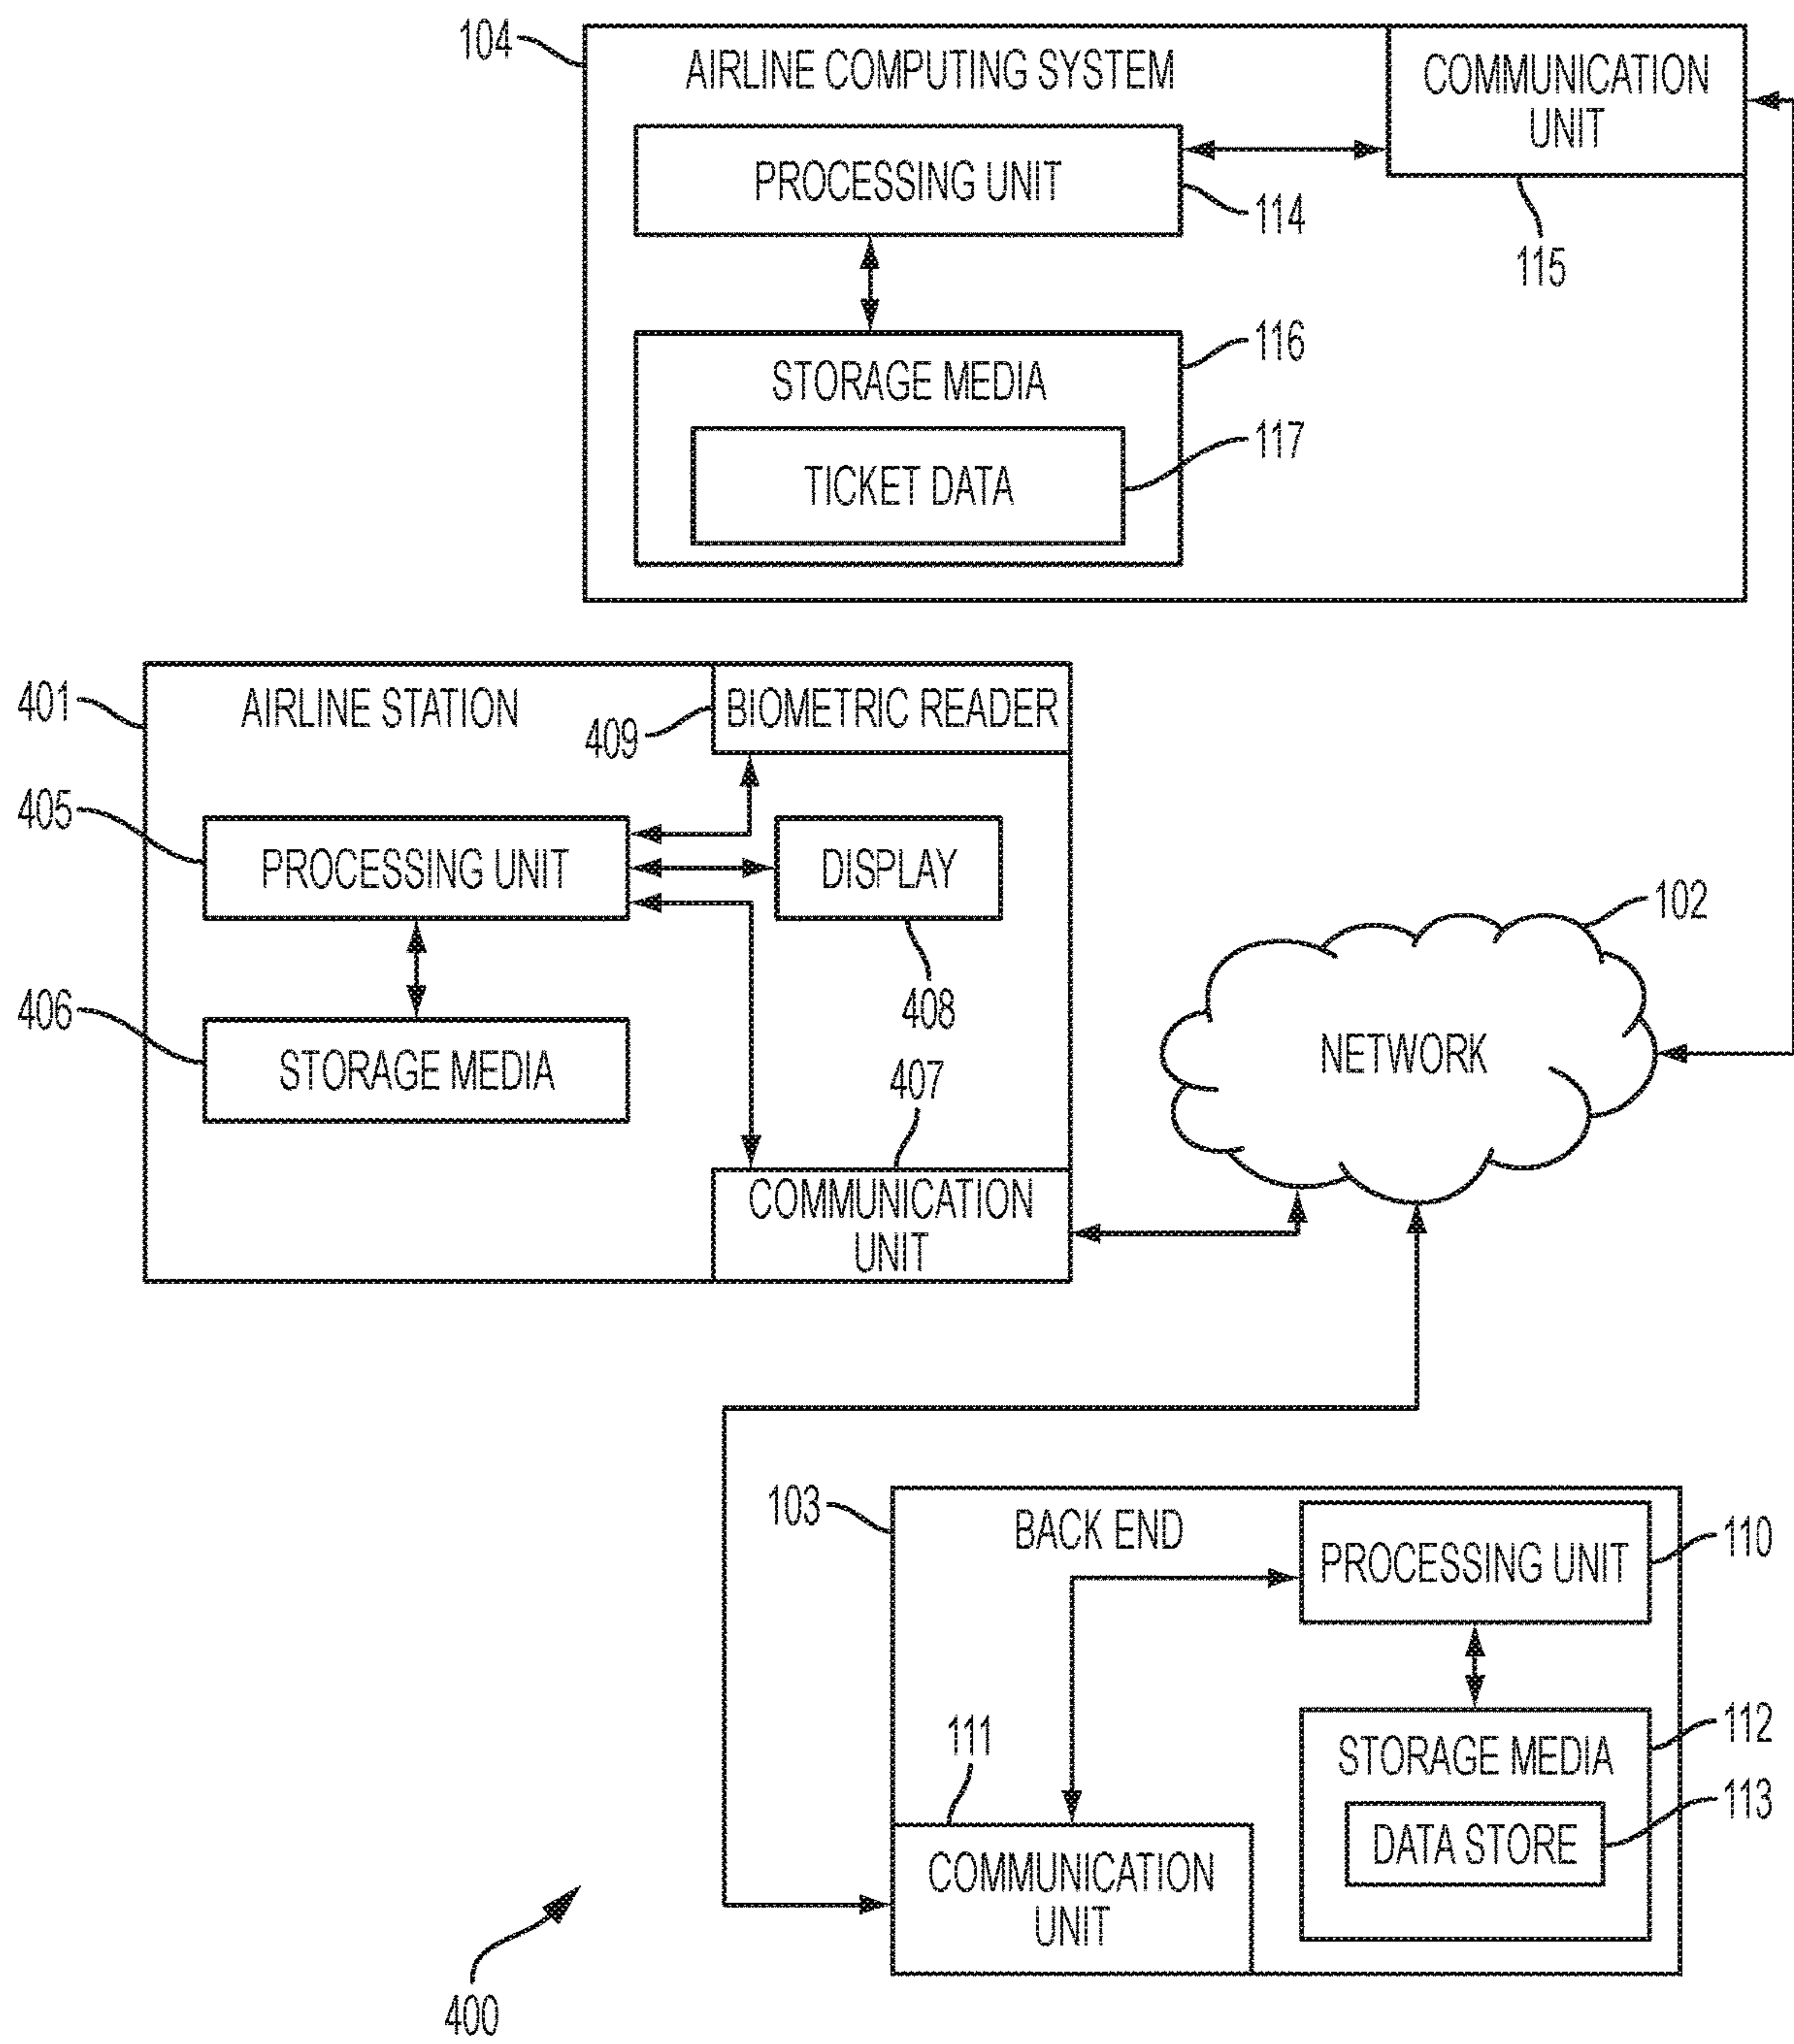 104
AIRLINE COMPUTING SYSTEM
COMMUNICATION
UNIT
PROCESSING UNIT
114
115
116
STORAGE MEDIA
117
TICKET DATA
401
AIRLINE STATION
BIOMETRIC READER
409
405
PROCESSING UNIT
DISPLAY
102
408
406
STORAGE MEDIA
NETWORK
407
COMMUNICATION
UNIT
103
BACK END
PROCESSING UNIT
110
111
112
STORAGE MEDIA
113
DATA STORE
COMMUNICATION
UNIT
400